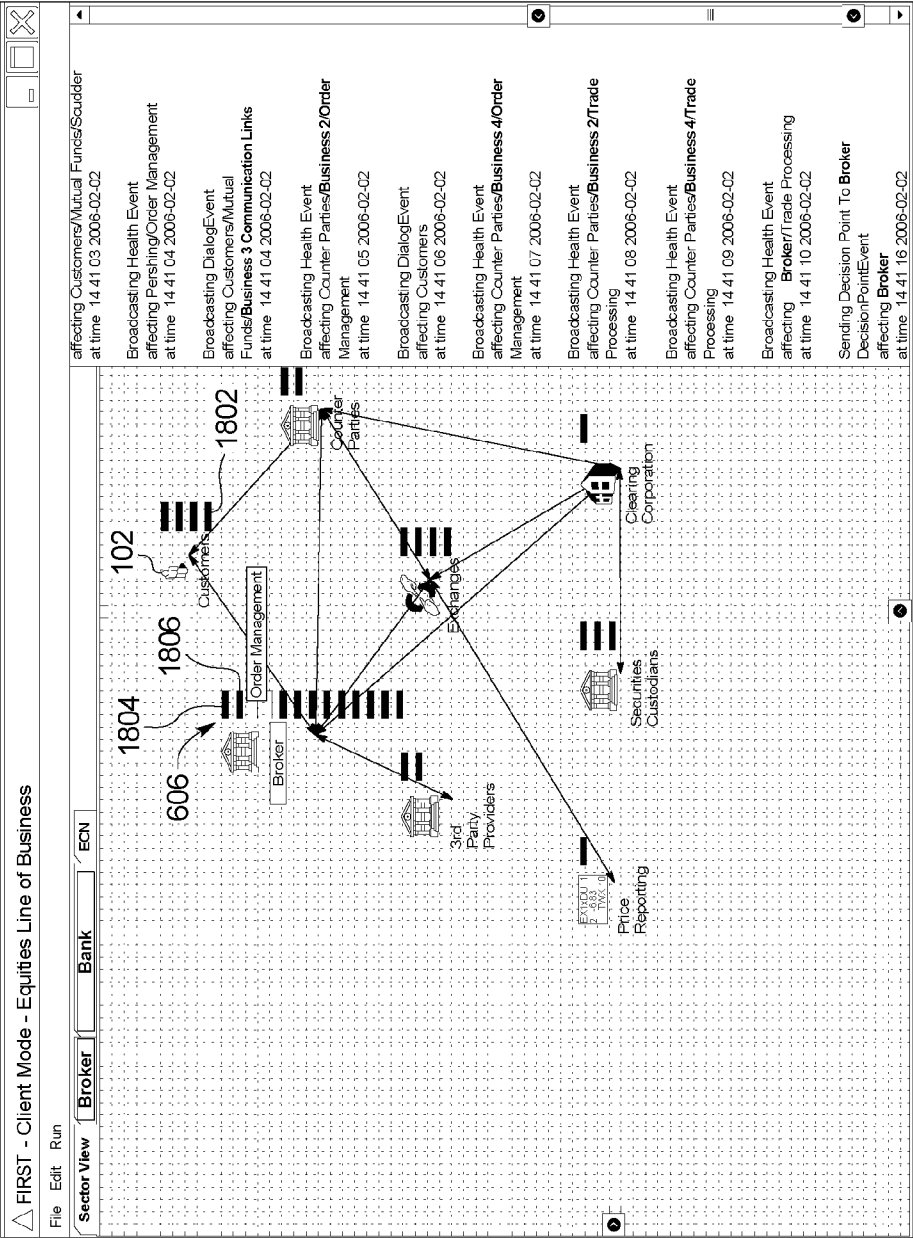 FIRST - Client Mode - Equities Line of Business
File Edit Run
Sector View
Broker
Bank
ECN
606
1804
1806
102
1802
Customers
Order Management
Broker
Counter
Parties
3rd
Party
Providers
Exchanges
EX1xDU 1
2 -6.83
TWX 0
Price
Reporting
Securities
Custodians
Clearing
Corporation
affecting Customers/Mutual Funds/Scudder
at time 14 41 03 2006-02-02
Broadcasting Health Event
affecting Pershing/Order Management
at time 14 41 04 2006-02-02
Broadcasting DialogEvent
affecting Customers/Mutual
Funds/Business 3 Communication Links
at time 14 41 04 2006-02-02
Broadcasting Health Event
affecting Counter Parties/Business 2/Order
Management
at time 14 41 05 2006-02-02
Broadcasting DialogEvent
affecting Customers
at time 14 41 06 2006-02-02
Broadcasting Health Event
affecting Counter Parties/Business 4/Order
Management
at time 14 41 07 2006-02-02
Broadcasting Health Event
affecting Counter Parties/Business 2/Trade
Processing
at time 14 41 08 2006-02-02
Broadcasting Health Event
affecting Counter Parties/Business 4/Trade
Processing
at time 14 41 09 2006-02-02
Broadcasting Health Event
affecting Broker/Trade Processing
at time 14 41 10 2006-02-02
Sending Decision Point To Broker
DecisionPointEvent
affecting Broker
at time 14 41 16 2006-02-02